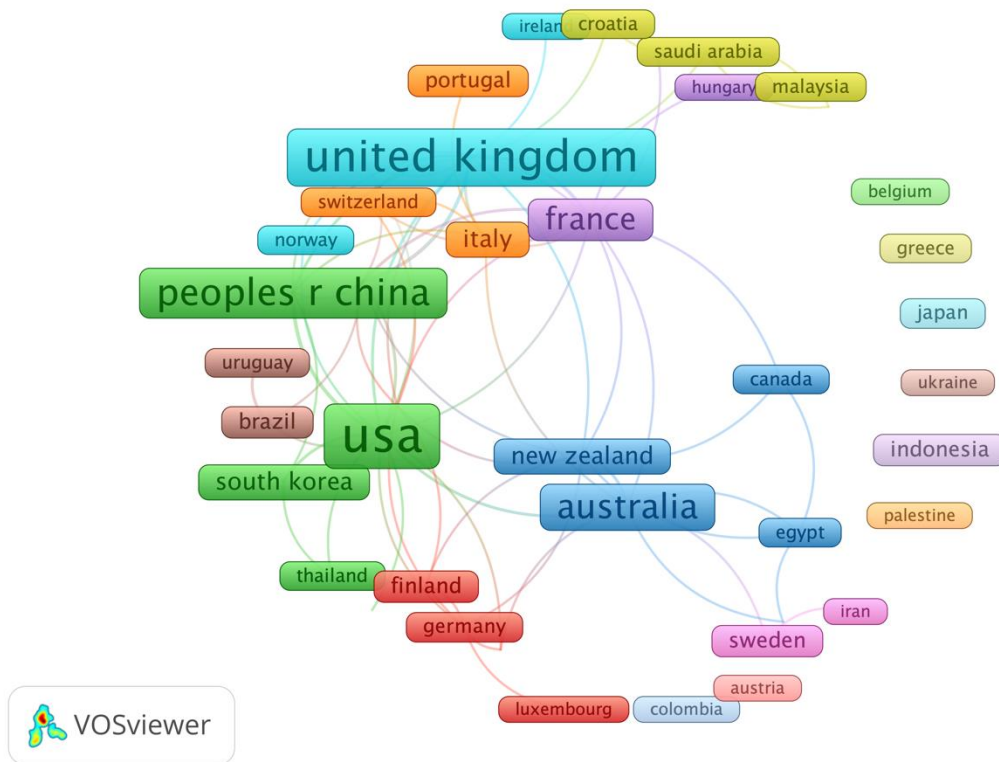 ireland
croatia
saudi arabia
portugal
hungary
malaysia
united kingdom
belgium
switzerland
france
norway
italy
greece
peoples r china
japan
uruguay
canada
ukraine
brazil
usa
new zealand
indonesia
south korea
australia
palestine
egypt
thailand
finland
iran
germany
sweden
austria
luxembourg
colombia
VOSviewer